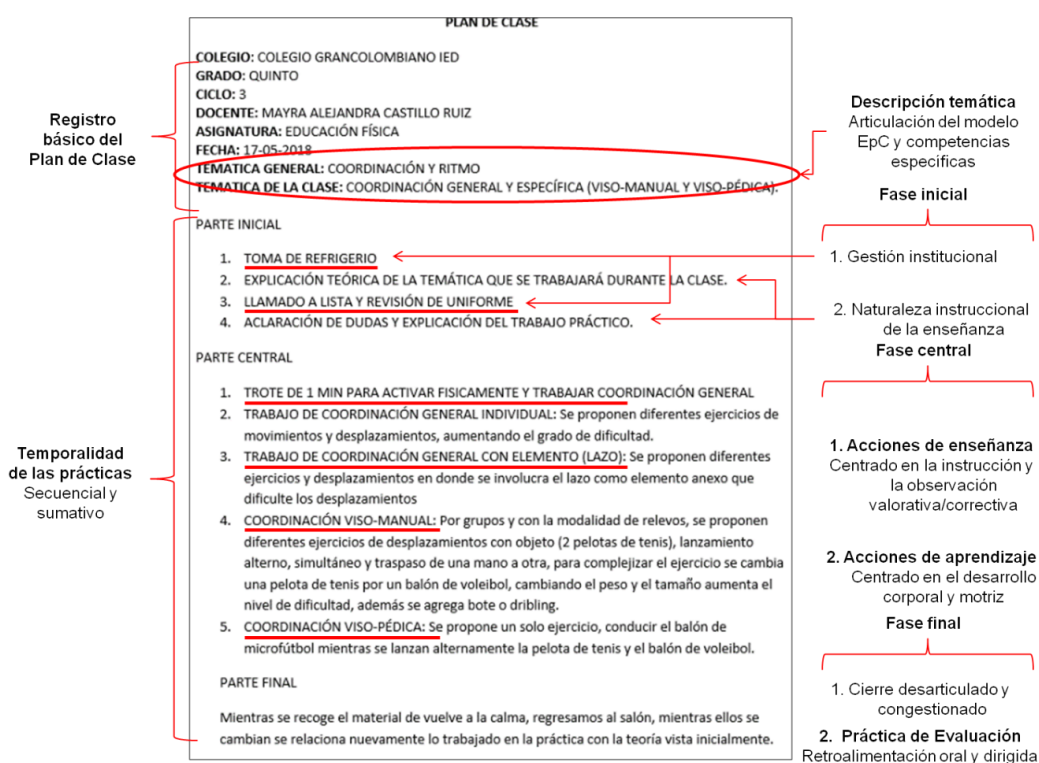 PLAN DE CLASE
COLEGIO: COLEGIO GRANCOLOMBIANO IED
GRADO: QUINTO
CICLO: 3
DOCENTE: MAYRA ALEJANDRA CASTILLO RUIZ
ASIGNATURA: EDUCACIÓN FÍSICA
FECHA: 17-05-2018
TEMATICA GENERAL: COORDINACIÓN Y RITMO
TEMATICA DE LA CLASE: COORDINACIÓN GENERAL Y ESPECÍFICA (VISO-MANUAL Y VISO-PÉDICA).
PARTE INICIAL
1. TOMA DE REFRIGERIO
2. EXPLICACIÓN TEÓRICA DE LA TEMÁTICA QUE SE TRABAJARÁ DURANTE LA CLASE.
3. LLAMADO A LISTA Y REVISIÓN DE UNIFORME
4. ACLARACIÓN DE DUDAS Y EXPLICACIÓN DEL TRABAJO PRÁCTICO.
PARTE CENTRAL
1. TROTE DE 1 MIN PARA ACTIVAR FISICAMENTE Y TRABAJAR COORDINACIÓN GENERAL
2. TRABAJO DE COORDINACIÓN GENERAL INDIVIDUAL: Se proponen diferentes ejercicios de
movimientos y desplazamientos, aumentando el grado de dificultad.
3. TRABAJO DE COORDINACIÓN GENERAL CON ELEMENTO (LAZO): Se proponen diferentes
ejercicios y desplazamientos en donde se involucra el lazo como elemento anexo que
dificulte los desplazamientos
4. COORDINACIÓN VISO-MANUAL: Por grupos y con la modalidad de relevos, se proponen
diferentes ejercicios de desplazamientos con objeto (2 pelotas de tenis), lanzamiento
alterno, simultáneo y traspaso de una mano a otra, para complejizar el ejercicio se cambia
una pelota de tenis por un balón de voleibol, cambiando el peso y el tamaño aumenta el
nivel de dificultad, además se agrega bote o dribling.
5. COORDINACIÓN VISO-PÉDICA: Se propone un solo ejercicio, conducir el balón de
microfútbol mientras se lanzan alternamente la pelota de tenis y el balón de voleibol.
PARTE FINAL
Mientras se recoge el material de vuelve a la calma, regresamos al salón, mientras ellos se
cambian se relaciona nuevamente lo trabajado en la práctica con la teoría vista inicialmente.
Registro
básico del
Plan de Clase
Temporalidad
de las prácticas
Secuencial y
sumativo
Descripción temática
Articulación del modelo
EpC y competencias
especificas
Fase inicial
1. Gestión institucional
2. Naturaleza instruccional
de la enseñanza
Fase central
1. Acciones de enseñanza
Centrado en la instrucción y
la observación
valorativa/correctiva
2. Acciones de aprendizaje
Centrado en el desarrollo
corporal y motriz
Fase final
1. Cierre desarticulado y
congestionado
2. Práctica de Evaluación
Retroalimentación oral y dirigida